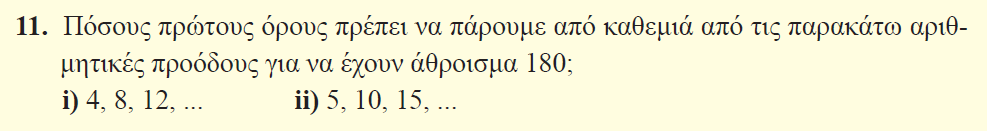 11. Πόσους πρώτους όρους πρέπει να πάρουμε από καθεμιά από τις παρακάτω αριθ-
μητικές προόδους για να έχουν άθροισμα 180;
i) 4, 8, 12, ... ii) 5, 10, 15, ...